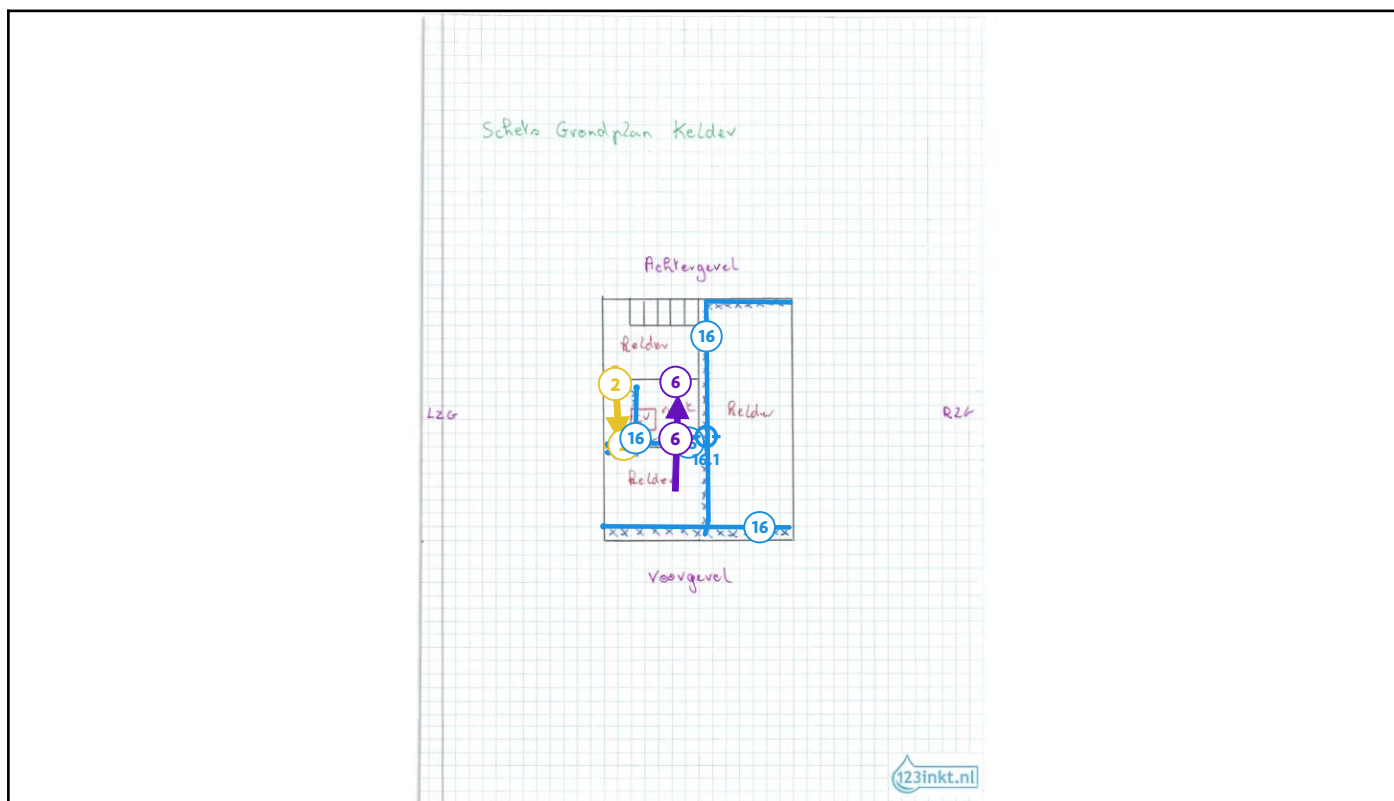 Schets Grondplan Kelder
Achtergevel
16
kelder
2
6
LZG
kelder
RZG
16
6
16.1
kelder
16
Voorgevel
123inkt.nl